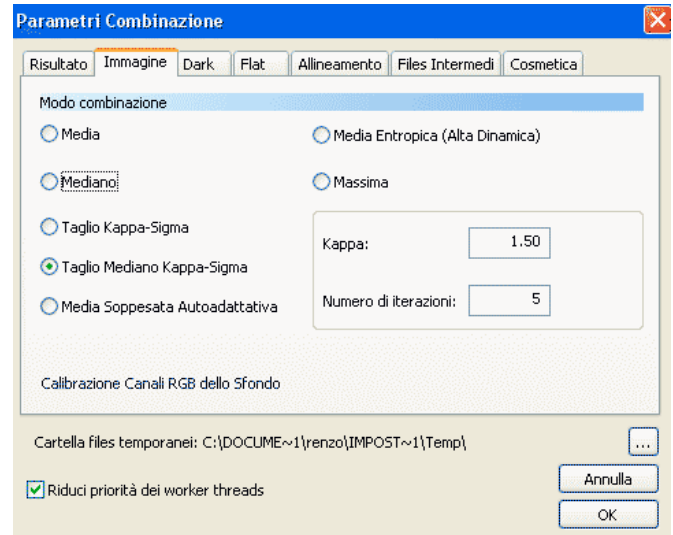 Parametri Combinazione
Risultato Immagine Dark Flat Allineamento Files Intermedi Cosmetica
Modo combinazione
Media Media Entropica (Alta Dinamica)
Mediano Massima
Taglio Kappa-Sigma
Kappa: 1.50
Taglio Mediano Kappa-Sigma
Media Soppesata Autoadattativa Numero di iterazioni: 5
Calibrazione Canali RGB dello Sfondo
Cartella files temporanei: C:\DOCUME~1\renzo\IMPOST~1\Temp\ ...
Riduci priorità dei worker threads
Annulla
OK